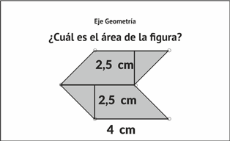 Eje Geometría
¿Cuál es el área de la figura?
2,5 cm
2,5 cm
4 cm